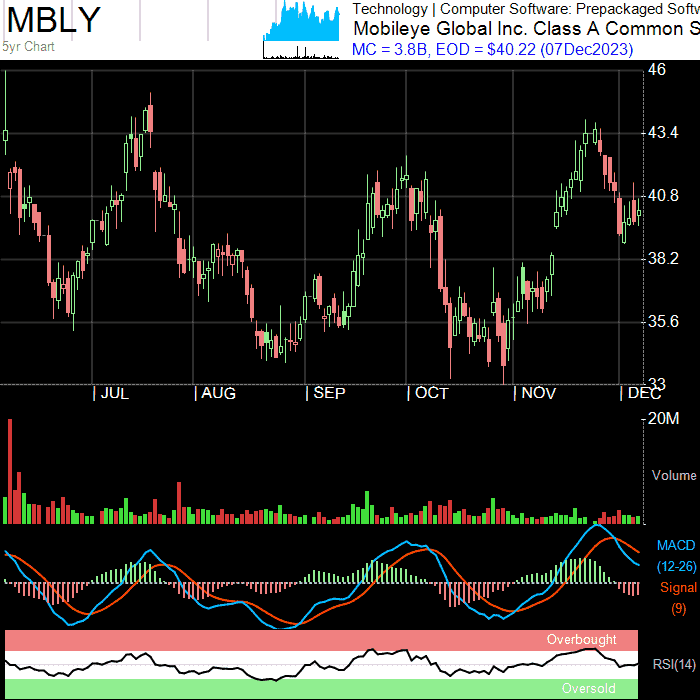 MBLY
5yr Chart
Technology | Computer Software: Prepackaged Softw
Mobileye Global Inc. Class A Common S
MC = 3.8B, EOD = $40.22 (07Dec2023)
46
43.4
40.8
38.2
35.6
33
| JUL | AUG | SEP | OCT | NOV | DEC
20M
Volume
MACD
(12-26)
Signal
(9)
Overbought
RSI(14)
Oversold